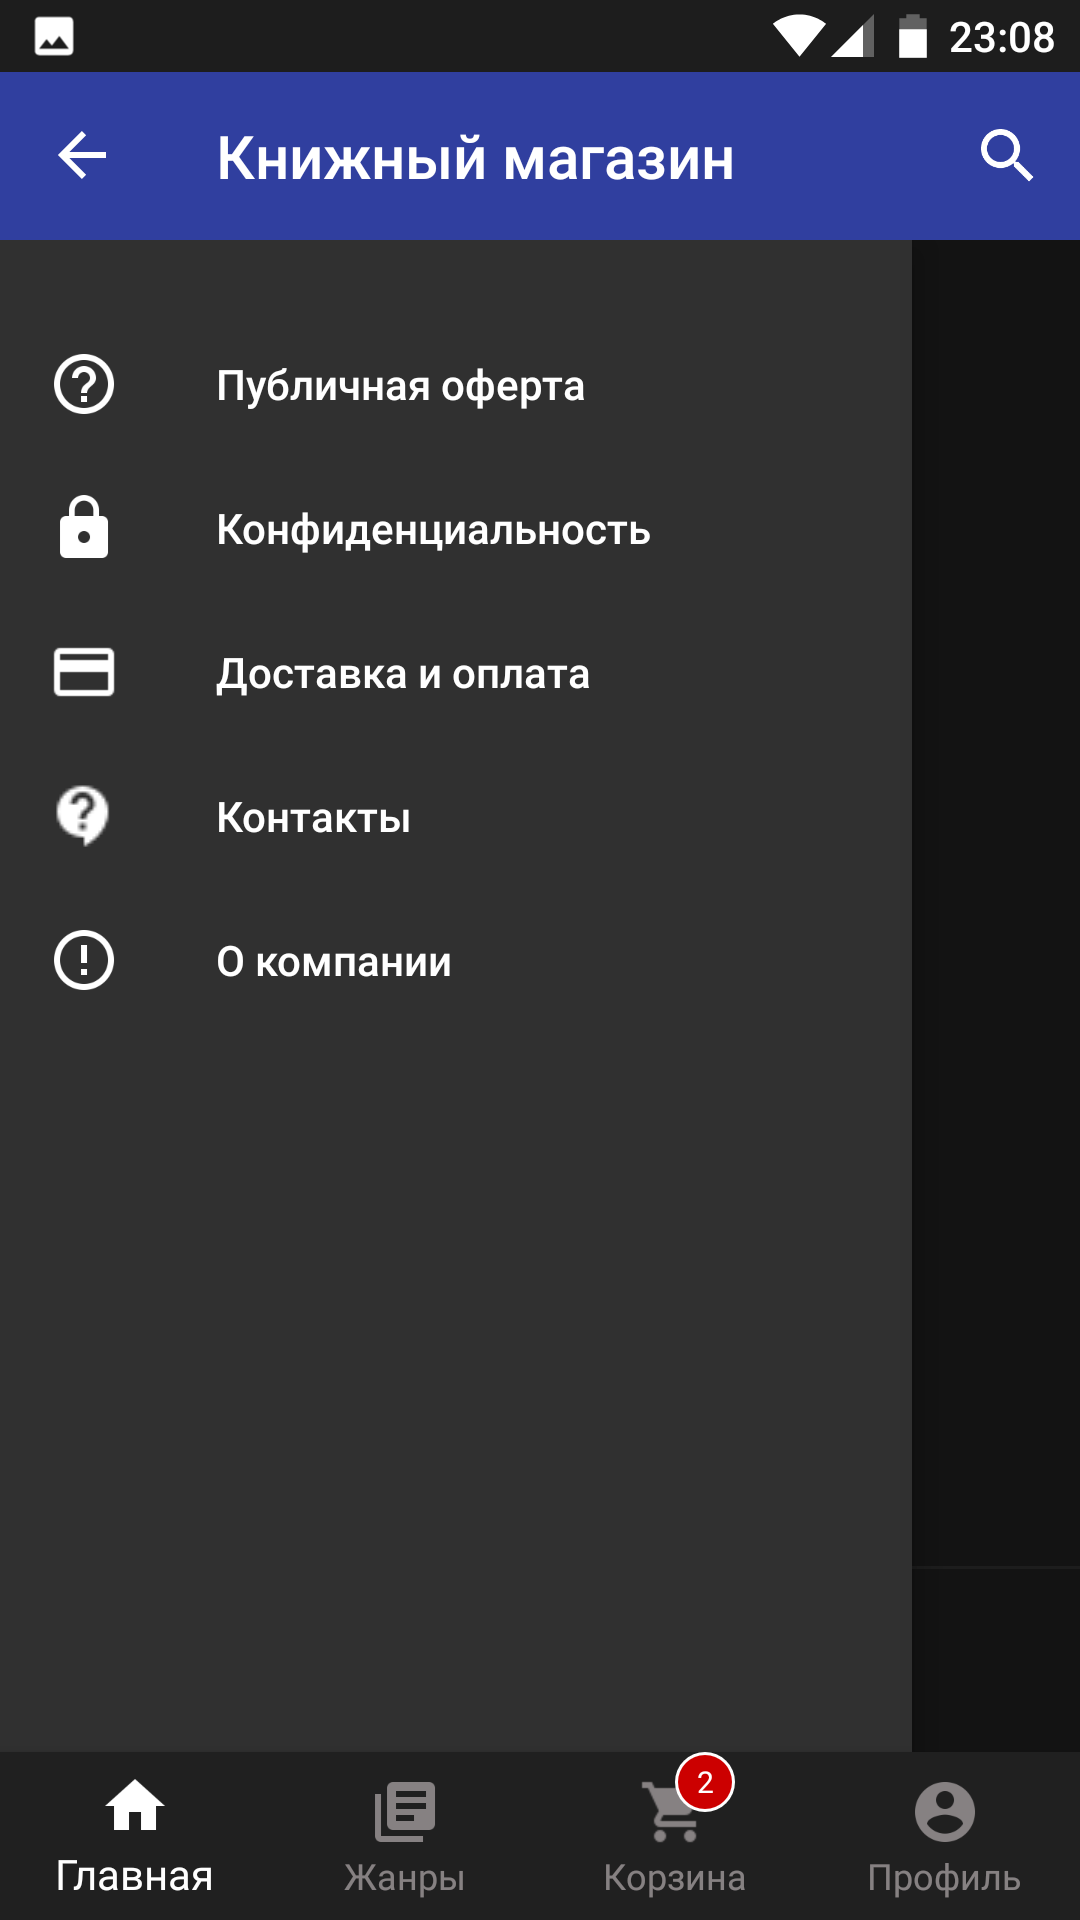 23:08
Книжный магазин
Публичная оферта
Конфиденциальность
Доставка и оплата
Контакты
О компании
2
Главная Жанры Корзина Профиль